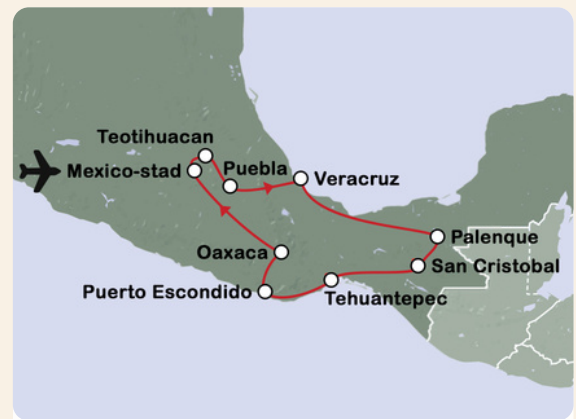 Teotihuacan
Mexico-stad
Puebla
Veracruz
Palenque
Oaxaca
San Cristobal
Puerto Escondido
Tehuantepec